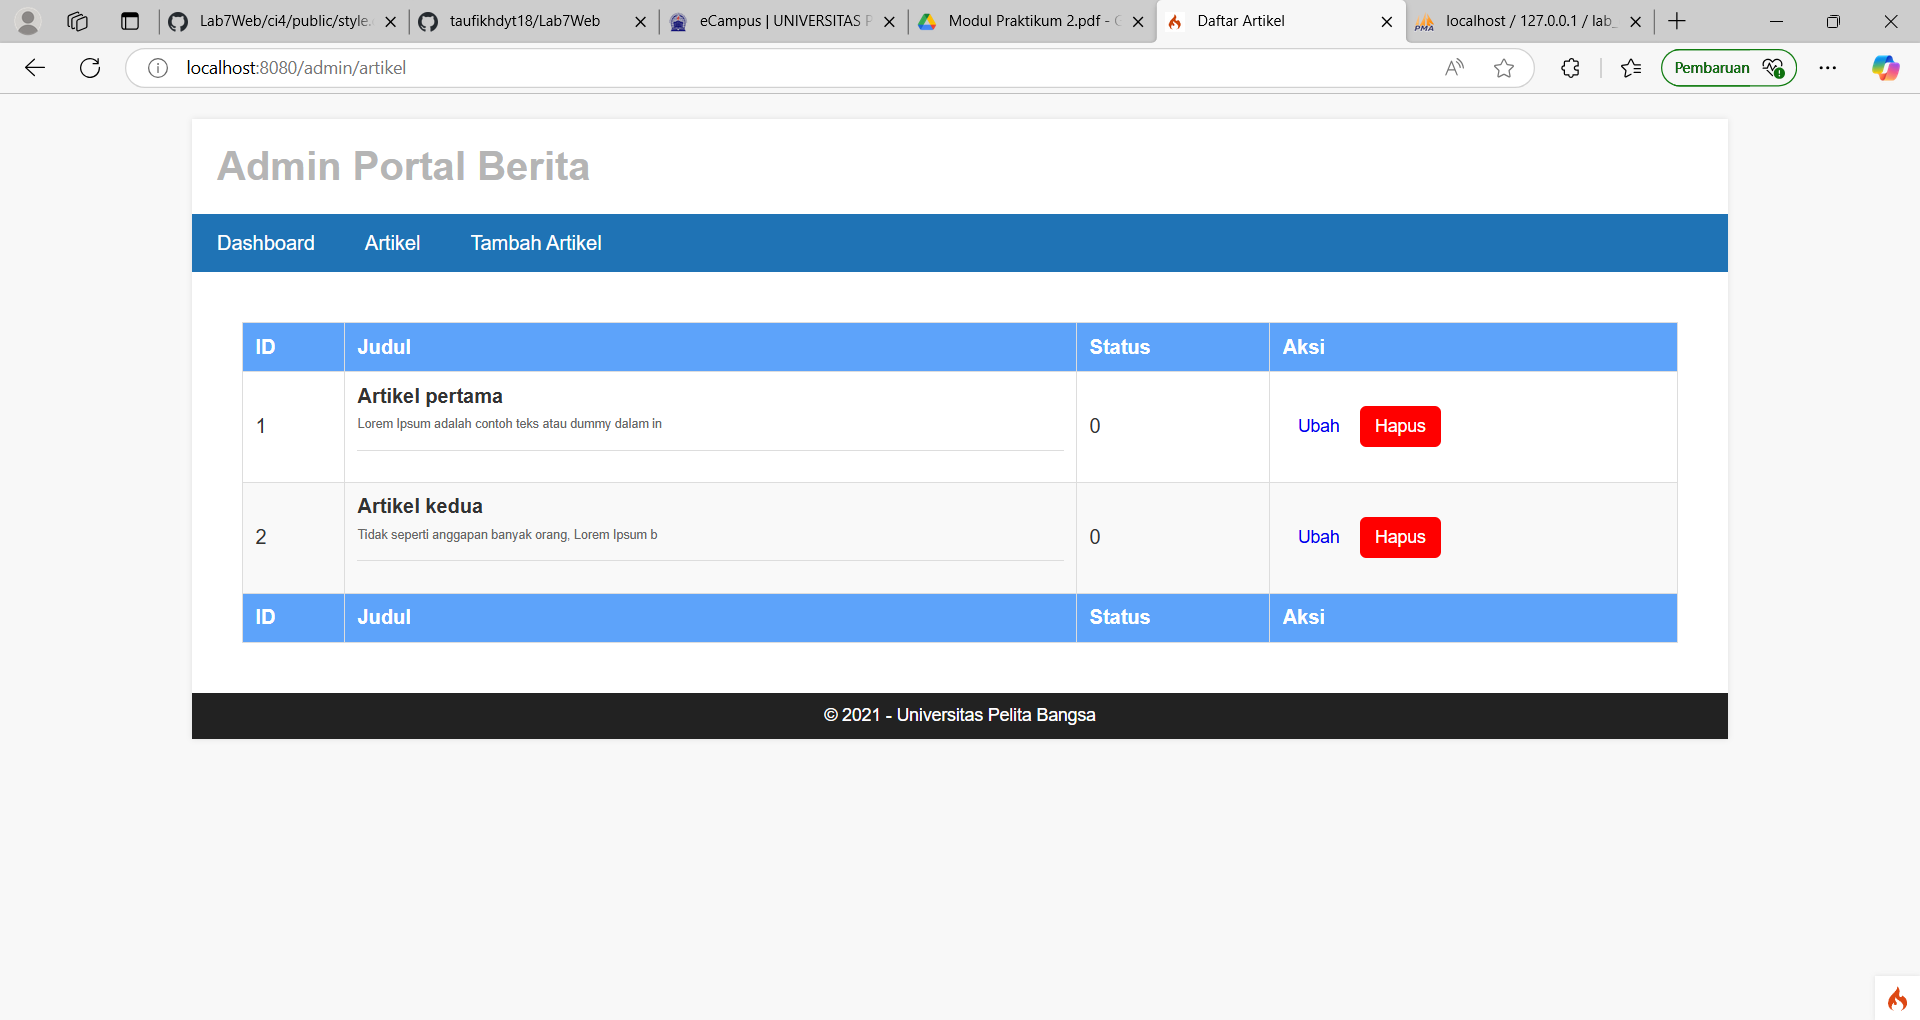 Lab7Web/ci4/public/style.
taufikhdyt18/Lab7Web
eCampus | UNIVERSITAS P
Modul Praktikum 2.pdf - G
Daftar Artikel
localhost / 127.0.0.1 / lab_
localhost:8080/admin/artikel
Pembaruan
Admin Portal Berita
Dashboard Artikel Tambah Artikel
ID Judul Status Aksi
Artikel pertama
Lorem Ipsum adalah contoh teks atau dummy dalam in
1 0 Ubah Hapus
Artikel kedua
Tidak seperti anggapan banyak orang, Lorem Ipsum b
2 0 Ubah Hapus
ID Judul Status Aksi
© 2021 - Universitas Pelita Bangsa